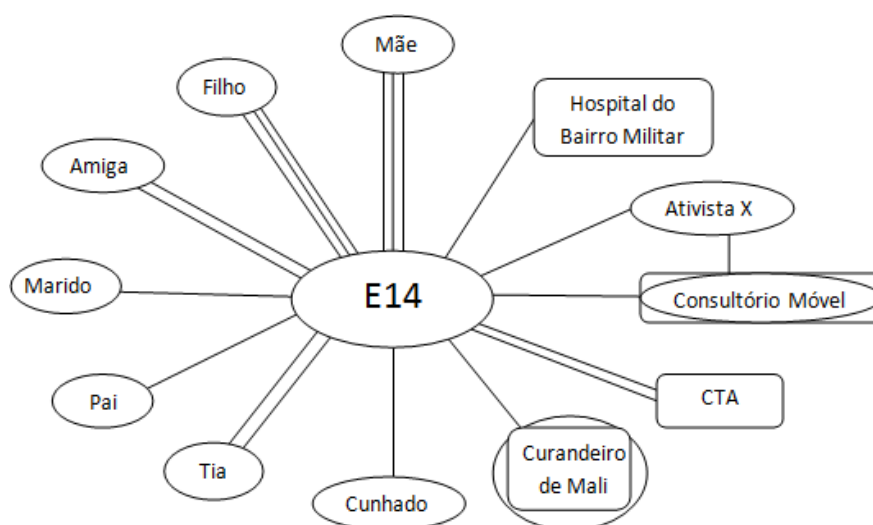 Mãe
Filho
Hospital do
Bairro Militar
Amiga
Ativista X
Marido
E14
Consultório Móvel
Pai
CTA
Tia
Curandeiro
de Mali
Cunhado